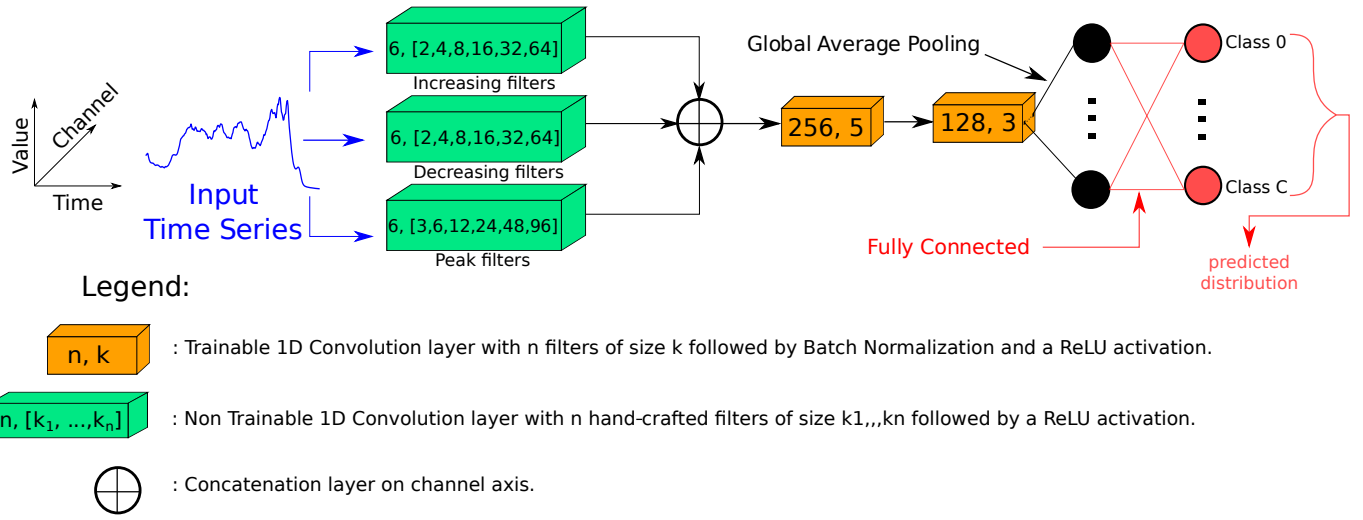 Value
Channel
Time
Input
Time Series
6, [2,4,8,16,32,64]
Increasing filters
6, [2,4,8,16,32,64]
Decreasing filters
6, [3,6,12,24,48,96]
Peak filters
256, 5
128, 3
Global Average Pooling
Class 0
Class C
Fully Connected
predicted
distribution
Legend:
n, k
: Trainable 1D Convolution layer with n filters of size k followed by Batch Normalization and a ReLU activation.
n, [k₁, ...,kₙ]
: Non Trainable 1D Convolution layer with n hand-crafted filters of size k1,,,kn followed by a ReLU activation.
: Concatenation layer on channel axis.